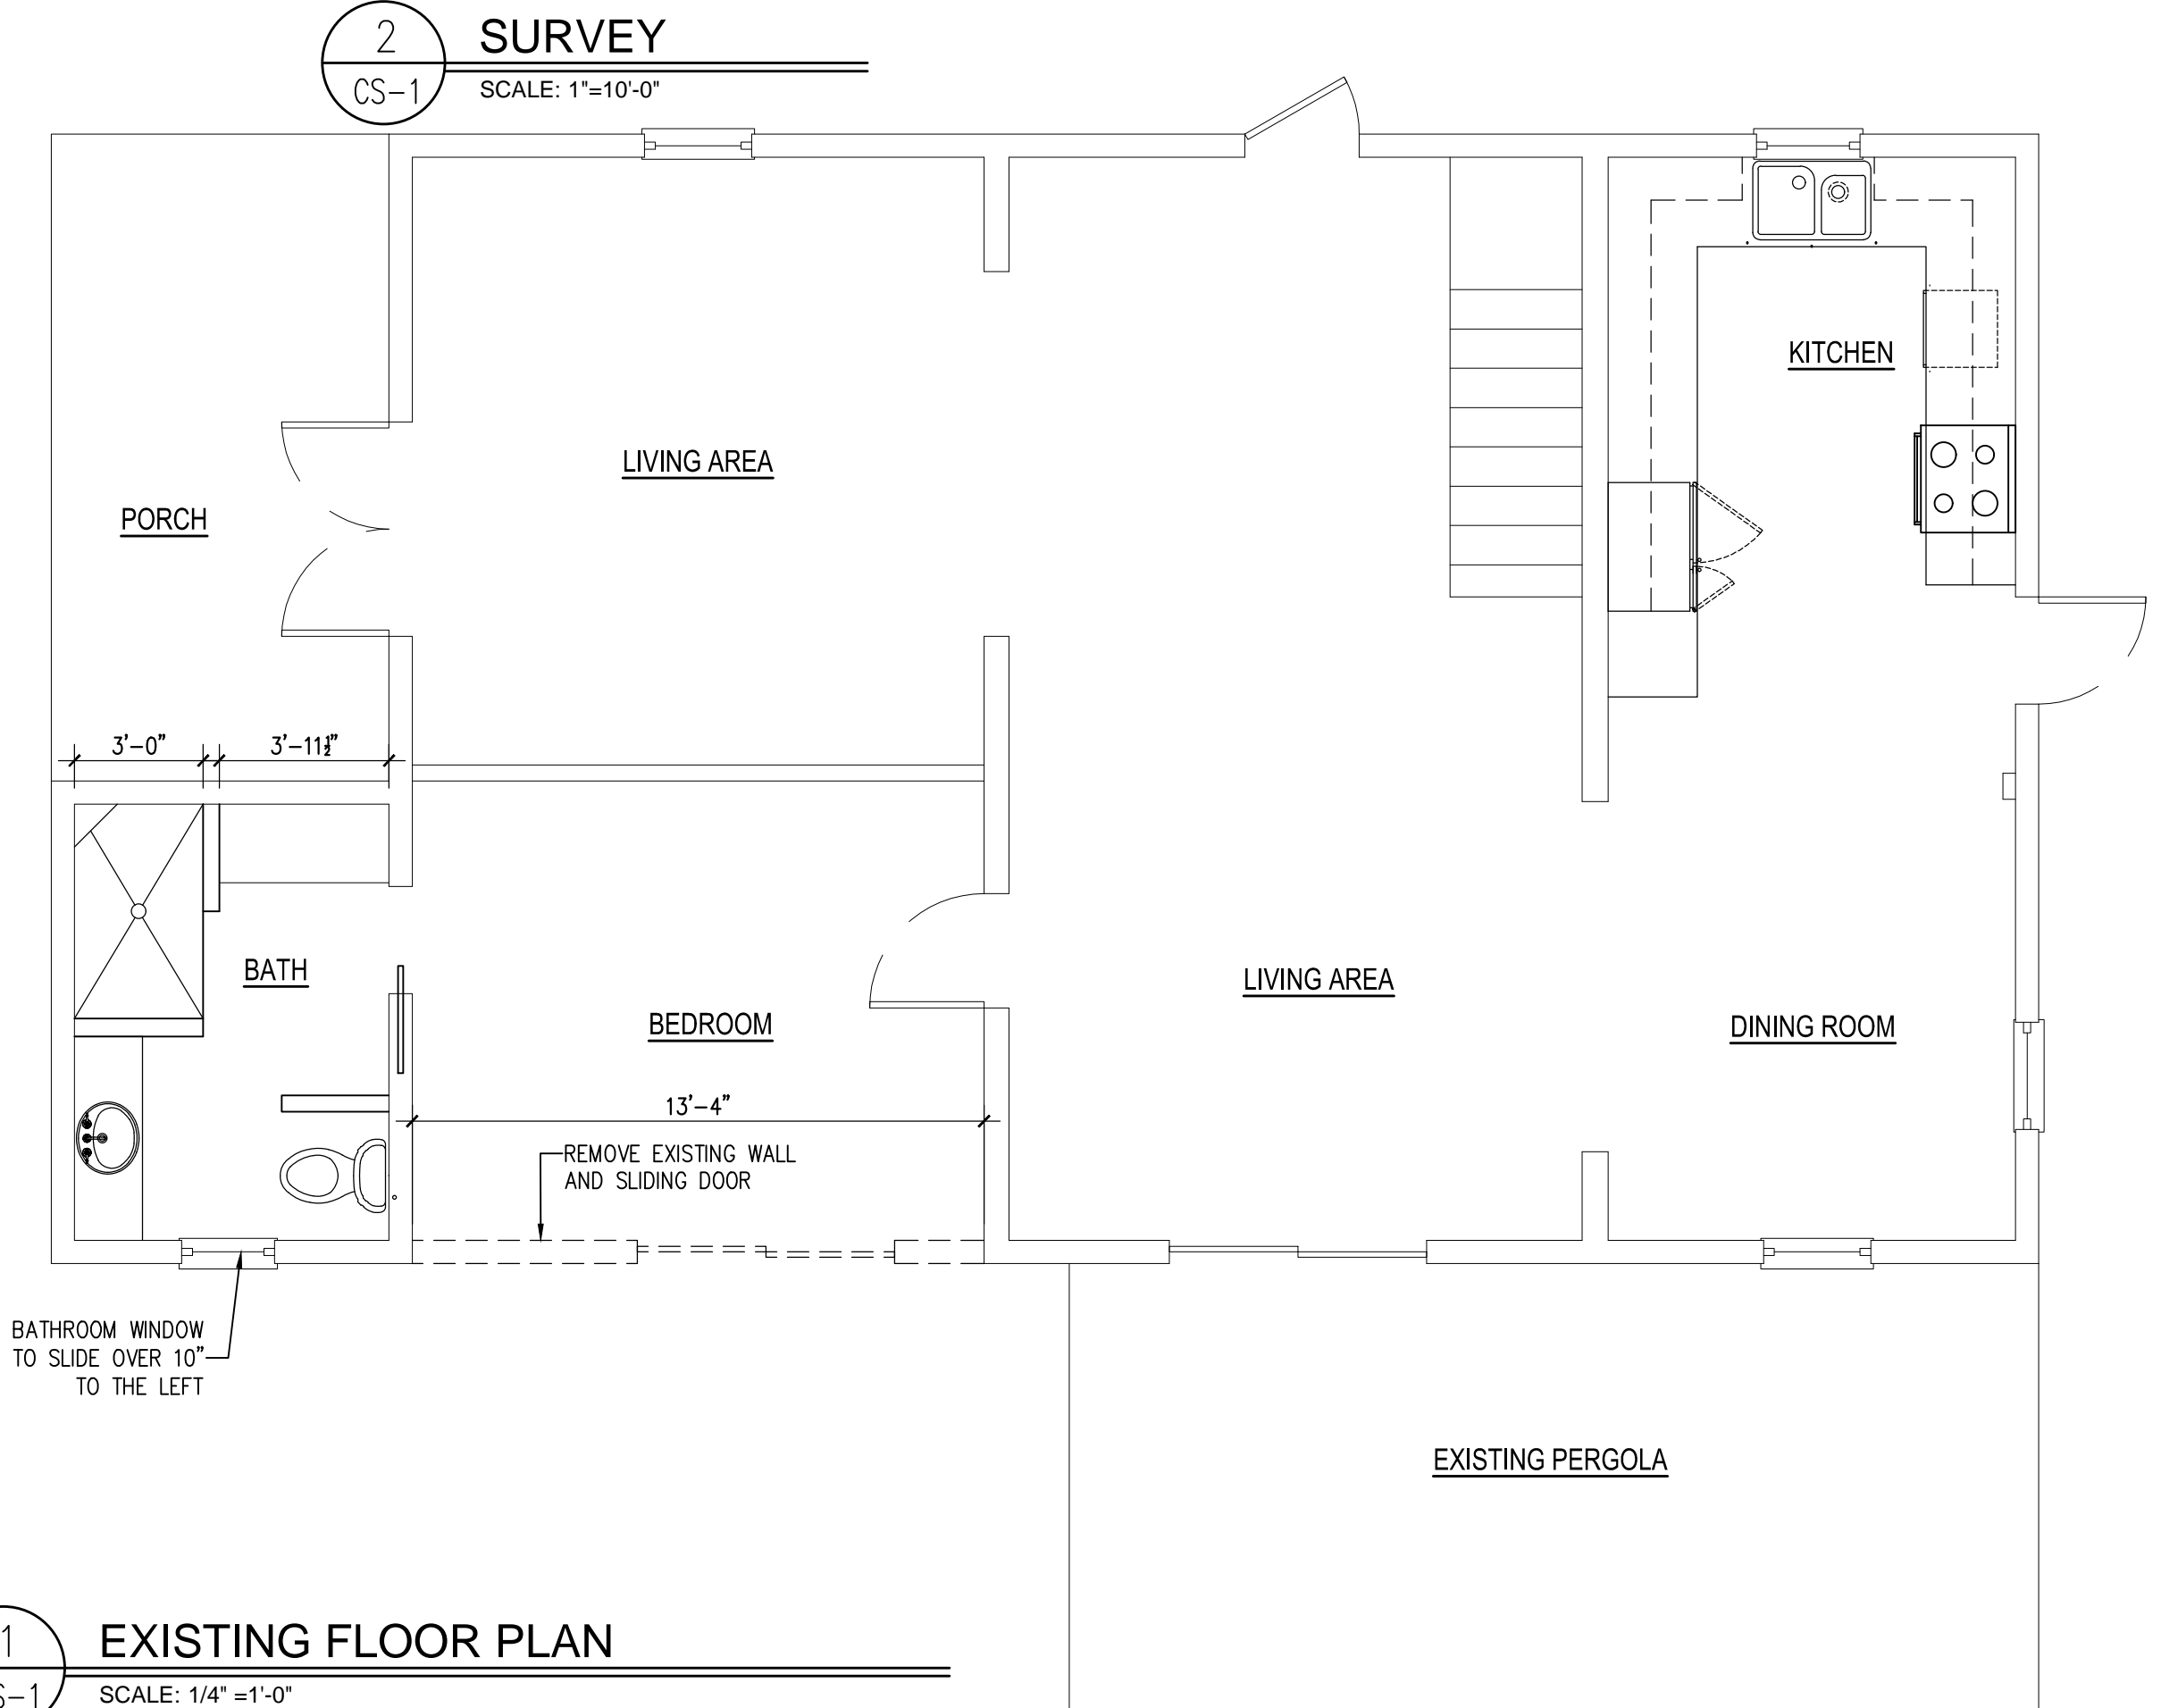 2
SURVEY
CS-1
SCALE: 1"=10'-0"
KITCHEN
LIVING AREA
PORCH
3'-0"
3'-11½"
BATH
LIVING AREA
BEDROOM
DINING ROOM
13'-4"
REMOVE EXISTING WALL
AND SLIDING DOOR
BATHROOM WINDOW
TO SLIDE OVER 10"
TO THE LEFT
EXISTING PERGOLA
1
EXISTING FLOOR PLAN
S-1
SCALE: 1/4" =1'-0"